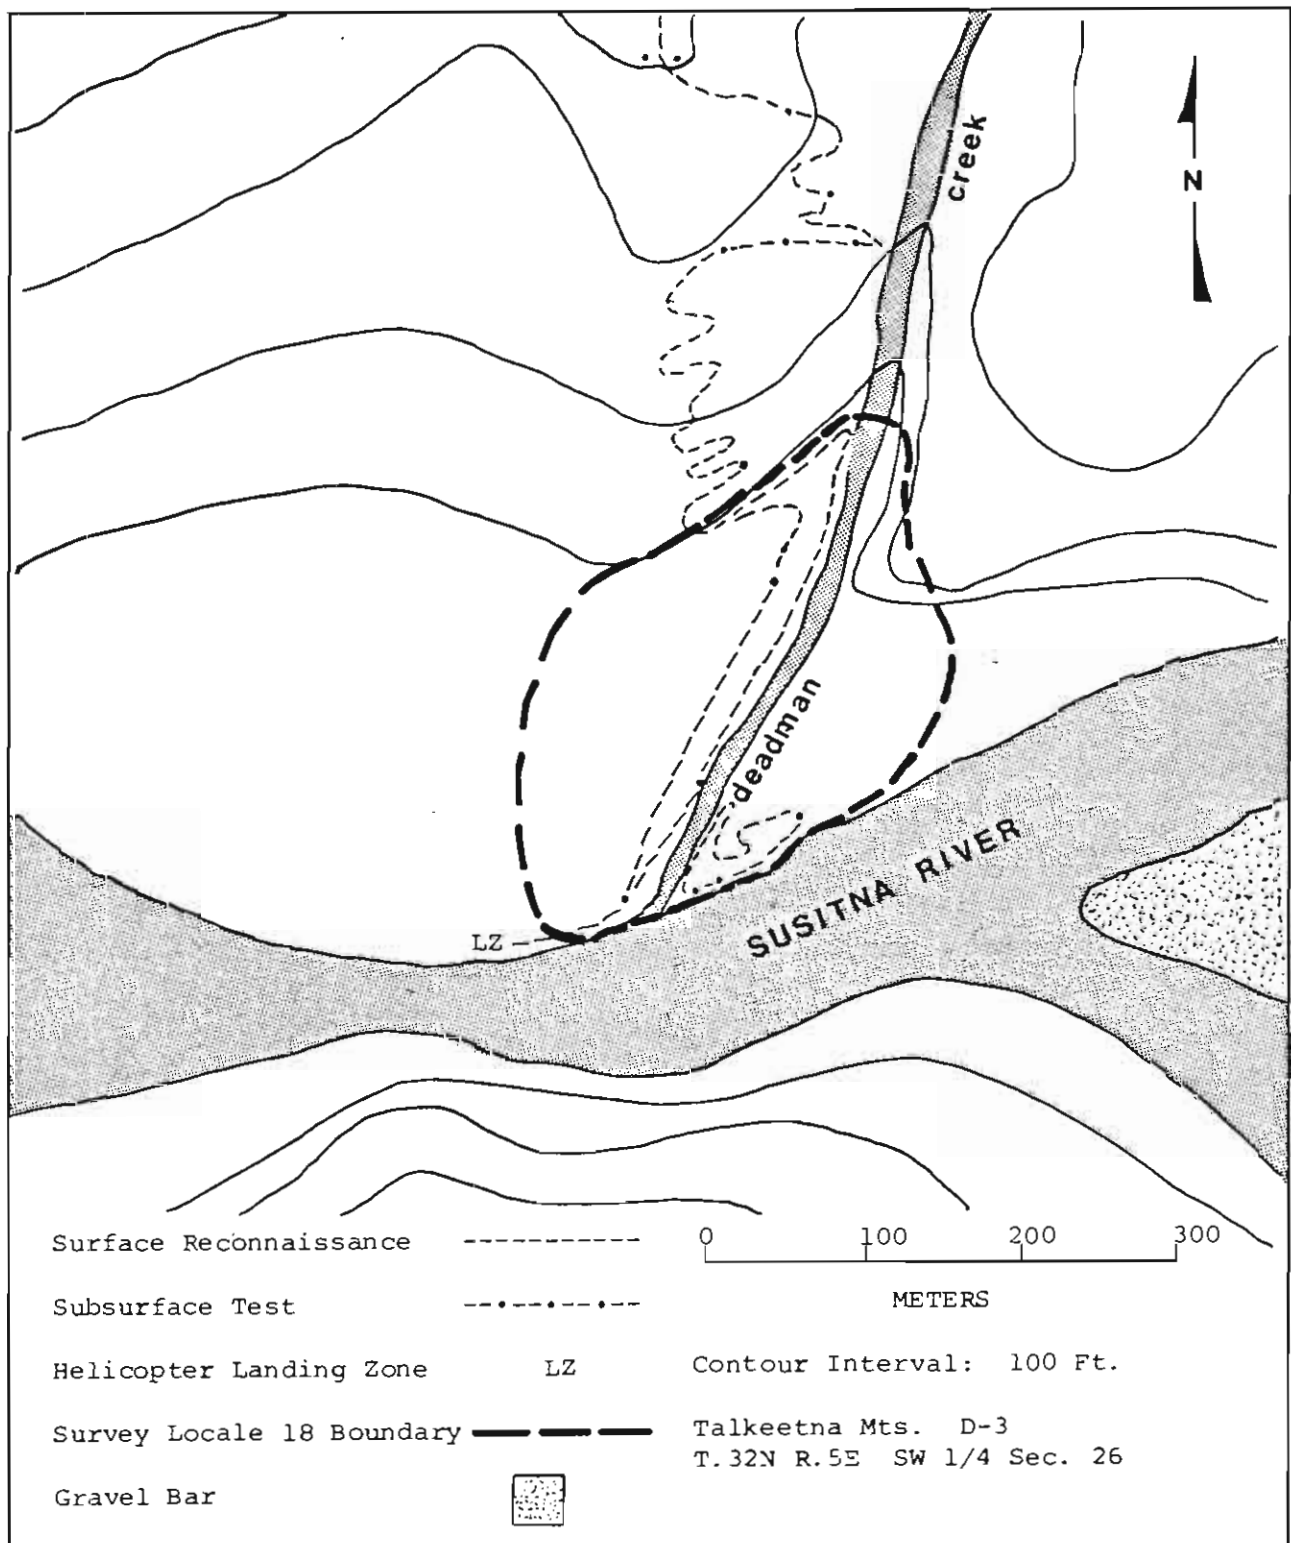 N
creek
deadman
SUSITNA RIVER
LZ
Surface Reconnaissance
Subsurface Test
Helicopter Landing Zone LZ
Survey Locale 18 Boundary
Gravel Bar
0 100 200 300
METERS
Contour Interval: 100 Ft.
Talkeetna Mts. D-3
T.32N R.5E SW 1/4 Sec. 26